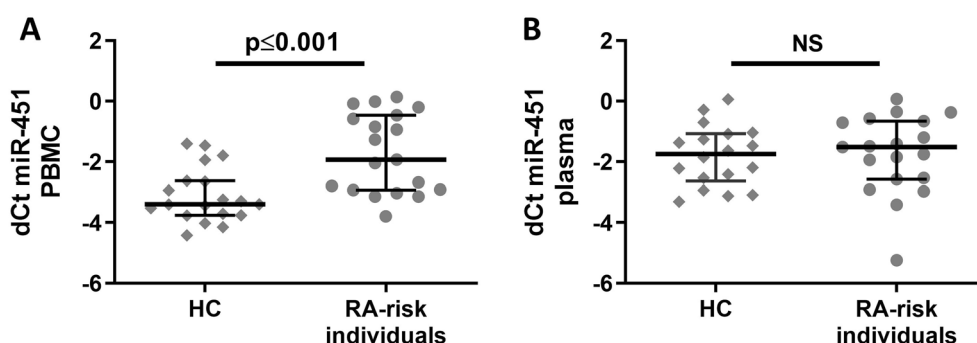 A
p≤0.001
dCt miR-451
PBMC
2
0
-2
-4
-6
HC
RA-risk
individuals
B
NS
dCt miR-451
plasma
2
0
-2
-4
-6
HC
RA-risk
individuals